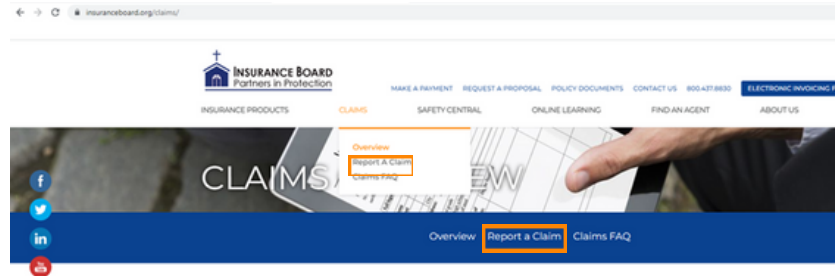 insuranceboard.org/claims/
INSURANCE BOARD
Partners in Protection
MAKE A PAYMENT REQUEST A PROPOSAL POLICY DOCUMENTS CONTACT US 800.437.8830 ELECTRONIC INVOICING
INSURANCE PRODUCTS CLAIMS SAFETY CENTRAL ONLINE LEARNING FIND AN AGENT ABOUT US
Overview
Report A Claim
Claims FAQ
CLAIMS
Overview Report a Claim Claims FAQ